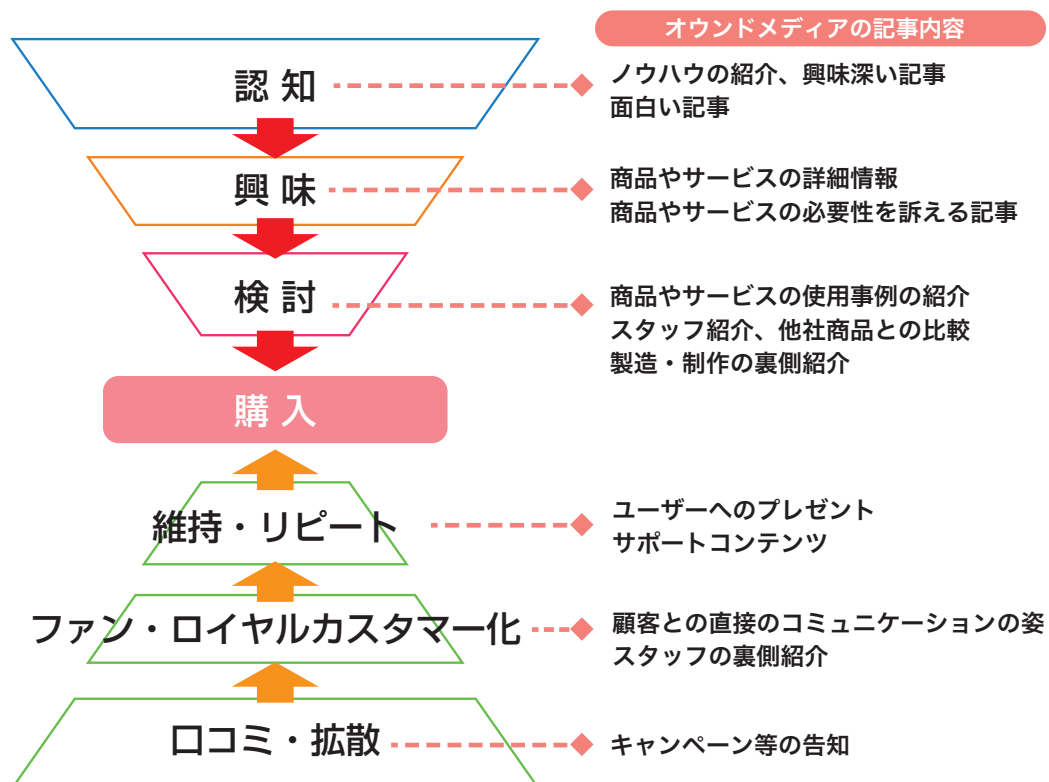 オウンドメディアの記事内容
認知
ノウハウの紹介、興味深い記事
面白い記事
興味
商品やサービスの詳細情報
商品やサービスの必要性を訴える記事
検討
商品やサービスの使用事例の紹介
スタッフ紹介、他社商品との比較
製造・制作の裏側紹介
購入
維持・リピート
ユーザーへのプレゼント
サポートコンテンツ
ファン・ロイヤルカスタマー化
顧客との直接のコミュニケーションの姿
スタッフの裏側紹介
口コミ・拡散
キャンペーン等の告知